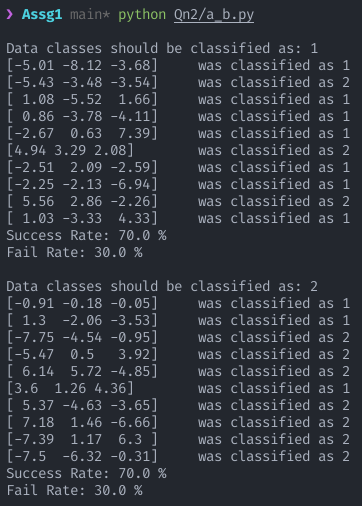 ❯ Assg1 main* python Qn2/a_b.py

Data classes should be classified as: 1
[-5.01 -8.12 -3.68]     was classified as 1
[-5.43 -3.48 -3.54]     was classified as 2
[ 1.08 -5.52  1.66]     was classified as 1
[ 0.86 -3.78 -4.11]     was classified as 1
[-2.67  0.63  7.39]     was classified as 1
[4.94 3.29 2.08]        was classified as 2
[-2.51  2.09 -2.59]     was classified as 1
[-2.25 -2.13 -6.94]     was classified as 1
[ 5.56  2.86 -2.26]     was classified as 2
[ 1.03 -3.33  4.33]     was classified as 1
Success Rate: 70.0 %
Fail Rate: 30.0 %

Data classes should be classified as: 2
[-0.91 -0.18 -0.05]     was classified as 1
[ 1.3  -2.06 -3.53]     was classified as 1
[-7.75 -4.54 -0.95]     was classified as 2
[-5.47  0.5   3.92]     was classified as 2
[ 6.14  5.72 -4.85]     was classified as 2
[3.6  1.26 4.36]        was classified as 1
[ 5.37 -4.63 -3.65]     was classified as 2
[ 7.18  1.46 -6.66]     was classified as 2
[-7.39  1.17  6.3 ]     was classified as 2
[-7.5  -6.32 -0.31]     was classified as 2
Success Rate: 70.0 %
Fail Rate: 30.0 %